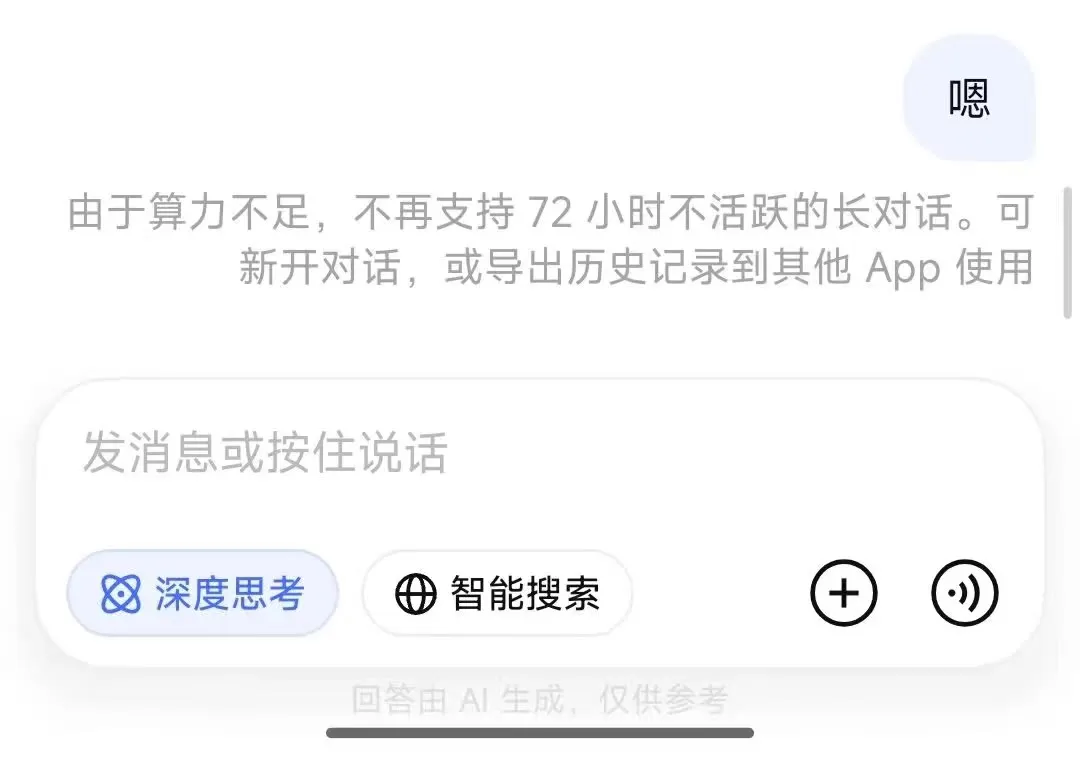 嗯
由于算力不足，不再支持 72 小时不活跃的长对话。可
新开对话，或导出历史记录到其他 App 使用
发消息或按住说话
深度思考
智能搜索
回答由 AI 生成，仅供参考